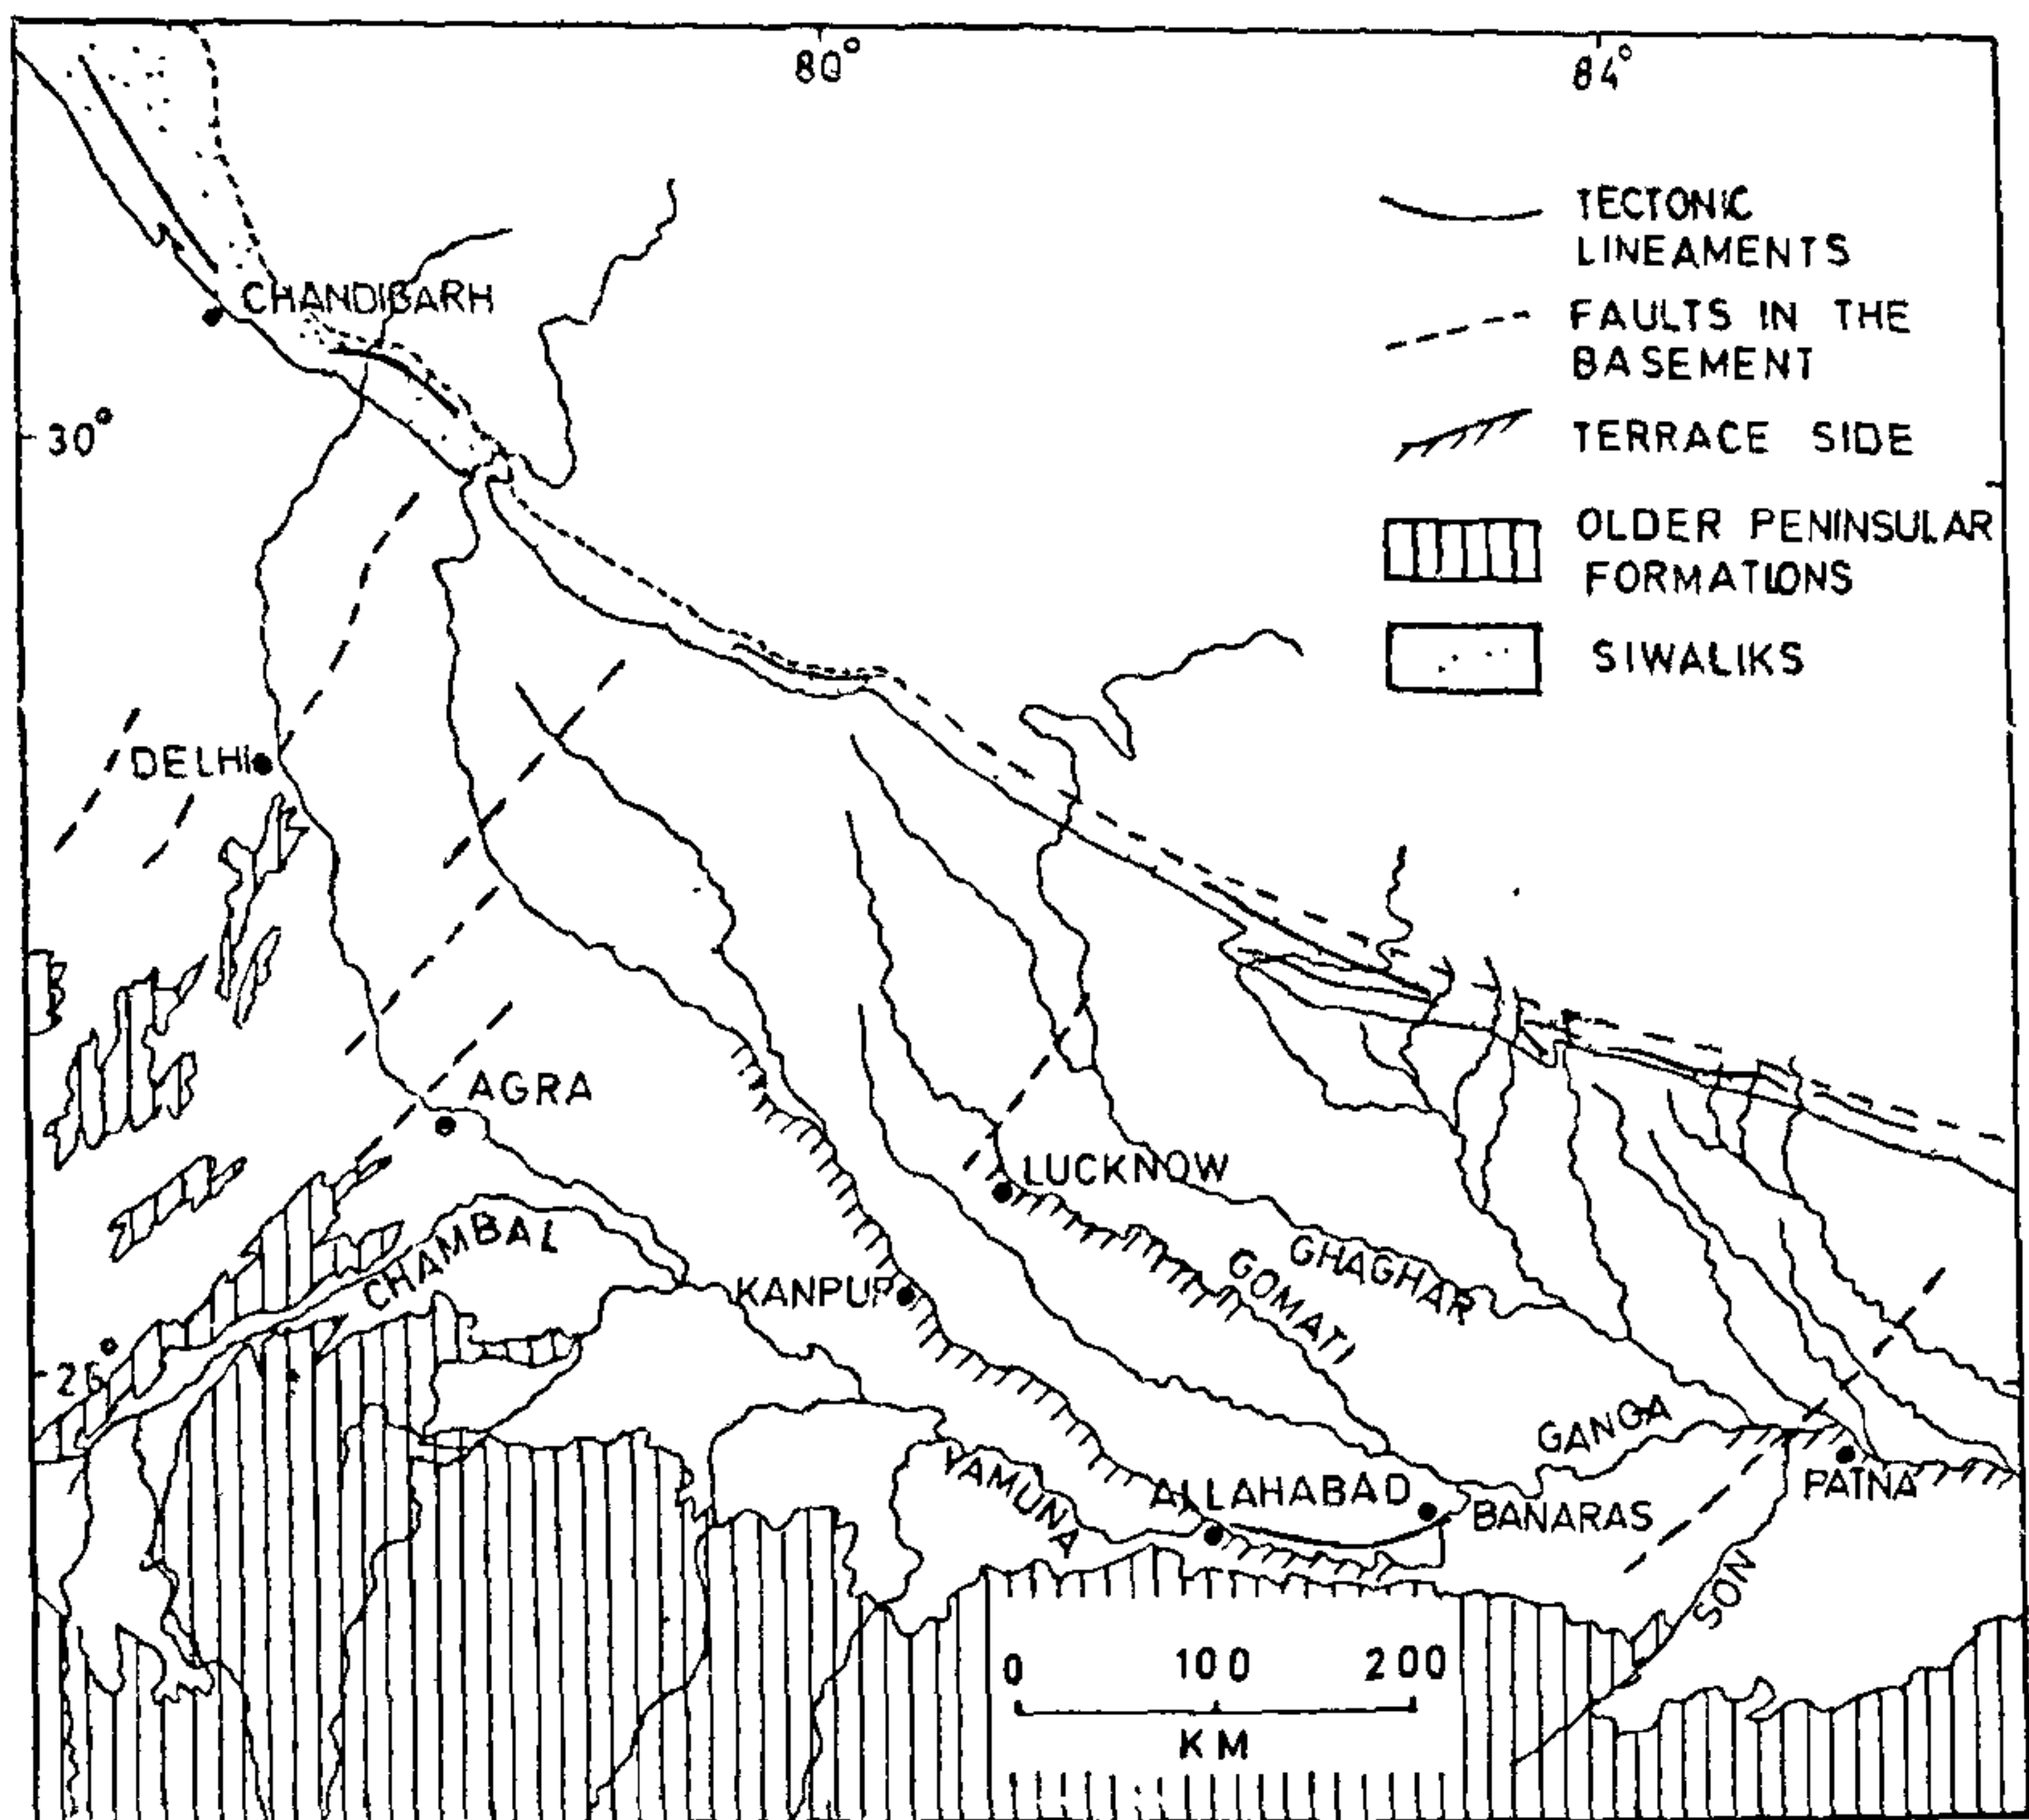 80°
84°
TECTONIC
LINEAMENTS
FAULTS IN THE
BASEMENT
TERRACE SIDE
OLDER PENINSULAR
FORMATIONS
SIWALIKS
CHANDIGARH
30°
DELHI
AGRA
LUCKNOW
CHAMBAL
KANPUR
GHAGHAR
GOMATI
26°
GANGA
YAMUNA
ALLAHABAD
BANARAS
PATNA
SON
0 100 200
KM